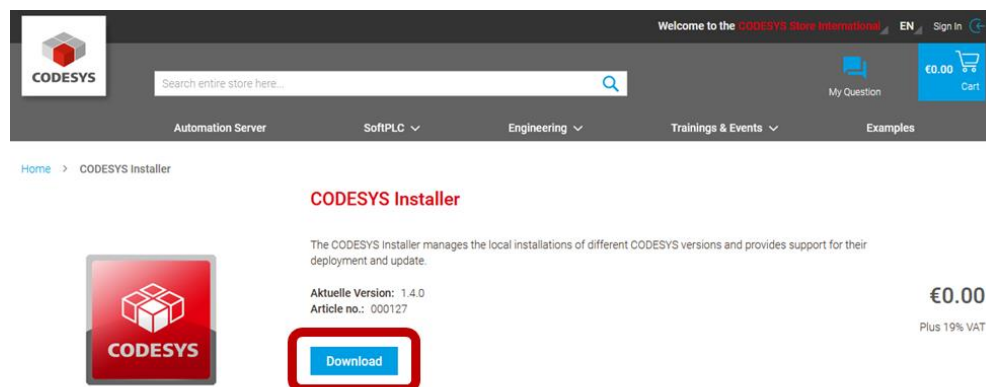 Welcome to the CODESYS Store International EN Sign In
CODESYS
Search entire store here...
My Question
€0.00
Cart
Automation Server SoftPLC Engineering Trainings & Events Examples
Home > CODESYS Installer
CODESYS Installer
The CODESYS Installer manages the local installations of different CODESYS versions and provides support for their
deployment and update.
Aktuelle Version: 1.4.0
Article no.: 000127
€0.00
Plus 19% VAT
CODESYS
Download